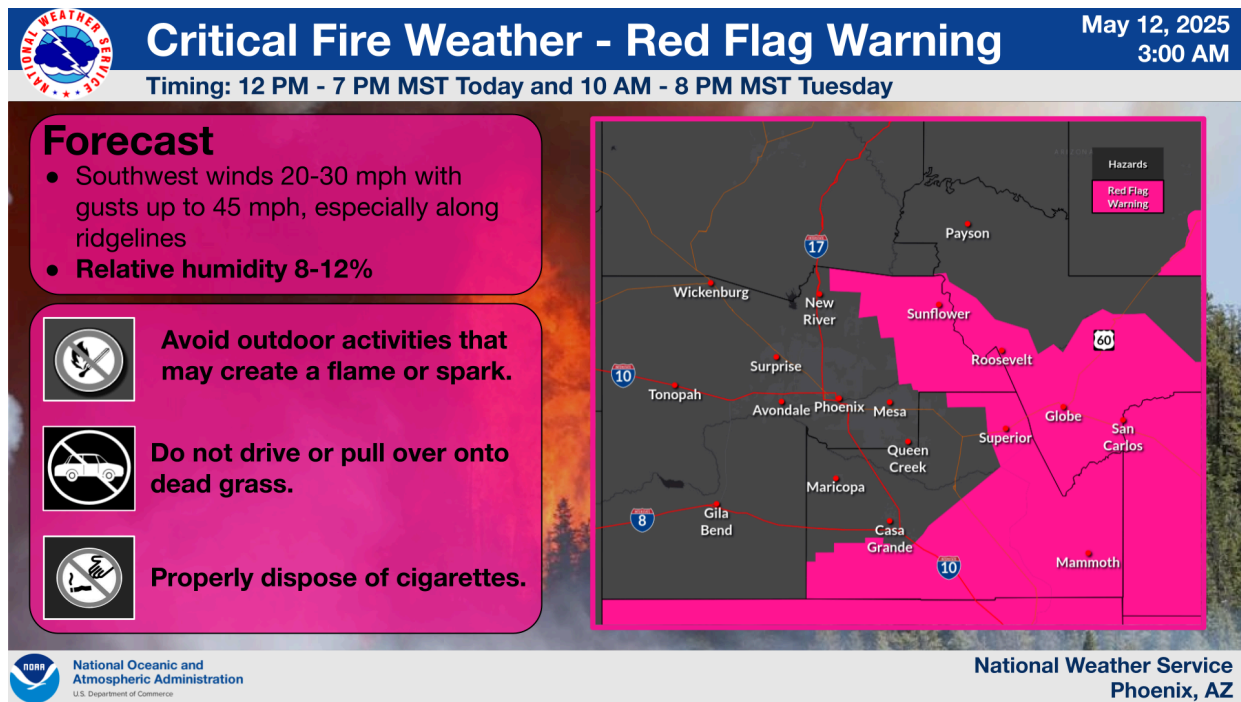 NATIONAL WEATHER SERVICE
Critical Fire Weather - Red Flag Warning
May 12, 2025
3:00 AM
Timing: 12 PM - 7 PM MST Today and 10 AM - 8 PM MST Tuesday
Forecast
● Southwest winds 20-30 mph with
gusts up to 45 mph, especially along
ridgelines
● Relative humidity 8-12%
Avoid outdoor activities that
may create a flame or spark.
Do not drive or pull over onto
dead grass.
Properly dispose of cigarettes.
Hazards
Red Flag
Warning
Payson
17
Wickenburg
New
River
Sunflower
60
Roosevelt
Surprise
10
Tonopah
Avondale
Phoenix
Mesa
Globe
San
Carlos
Superior
Queen
Creek
Maricopa
Gila
Bend
8
Casa
Grande
10
Mammoth
NOAA
National Oceanic and
Atmospheric Administration
U.S. Department of Commerce
National Weather Service
Phoenix, AZ